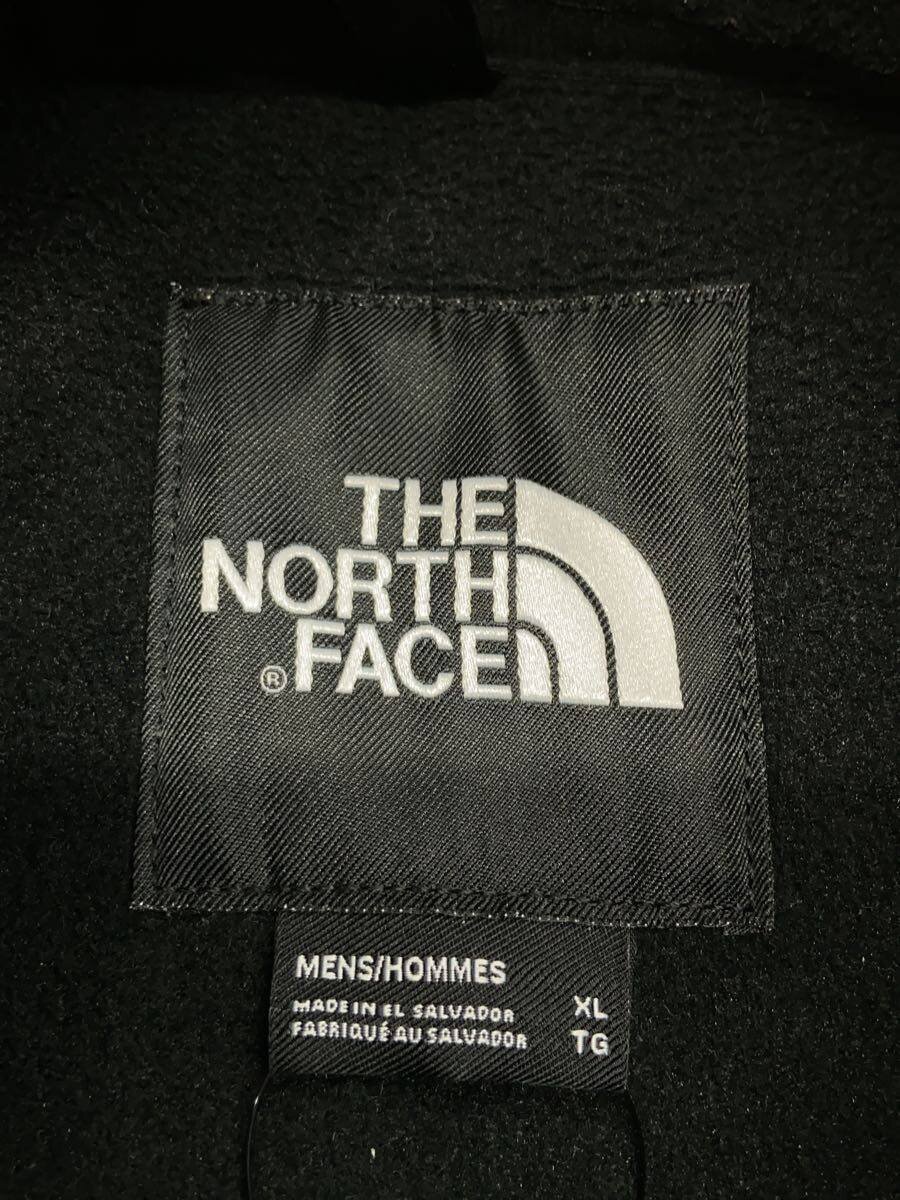 THE
NORTH
® FACE
MENS/HOMMES
MADE IN EL SALVADOR XL
FABRIQUÉ AU SALVADOR TG